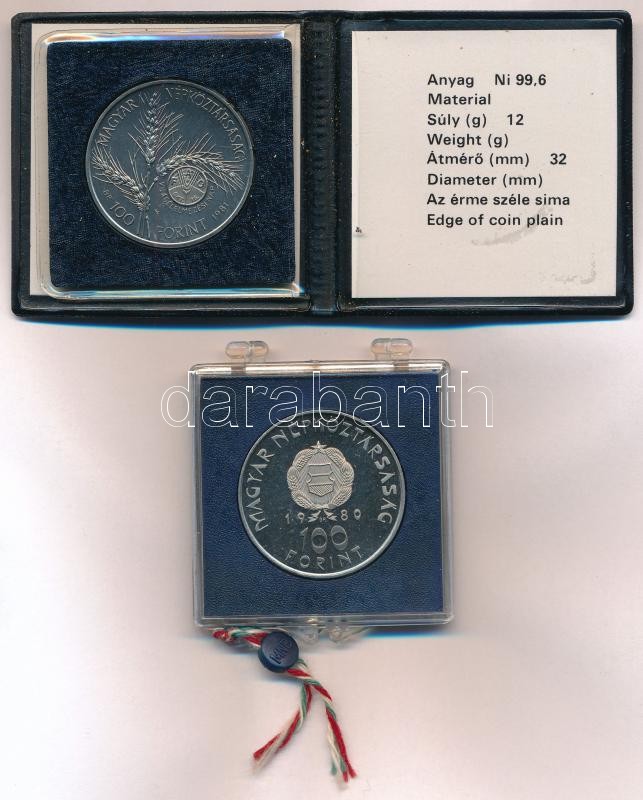 MAGYAR NÉPKÖZTÁRSASÁG
BP. 100 FORINT 1981
Anyag Ni 99,6
Material
Súly (g) 12
Weight (g)
Átmérő (mm) 32
Diameter (mm)
Az érme széle sima
Edge of coin plain
darabanth
MAGYAR NÉPKÖZTÁRSASÁG
1980
100
FORINT